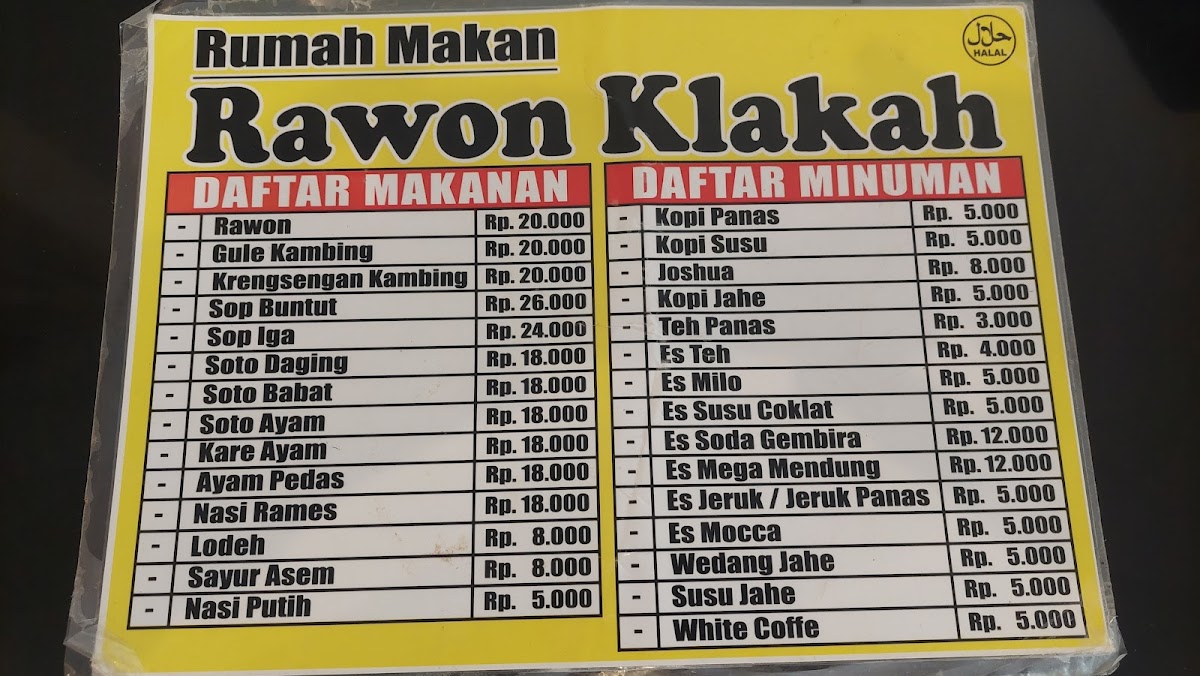 Rumah Makan
حلال
HALAL
Rawon Klakah
DAFTAR MAKANAN
- Rawon Rp. 20.000
- Gule Kambing Rp. 20.000
- Krengsengan Kambing Rp. 20.000
- Sop Buntut Rp. 26.000
- Sop Iga Rp. 24.000
- Soto Daging Rp. 18.000
- Soto Babat Rp. 18.000
- Soto Ayam Rp. 18.000
- Kare Ayam Rp. 18.000
- Ayam Pedas Rp. 18.000
- Nasi Rames Rp. 18.000
- Lodeh Rp. 8.000
- Sayur Asem Rp. 8.000
- Nasi Putih Rp. 5.000
DAFTAR MINUMAN
- Kopi Panas Rp. 5.000
- Kopi Susu Rp. 5.000
- Joshua Rp. 8.000
- Kopi Jahe Rp. 5.000
- Teh Panas Rp. 3.000
- Es Teh Rp. 4.000
- Es Milo Rp. 5.000
- Es Susu Coklat Rp. 5.000
- Es Soda Gembira Rp. 12.000
- Es Mega Mendung Rp. 12.000
- Es Jeruk / Jeruk Panas Rp. 5.000
- Es Mocca Rp. 5.000
- Wedang Jahe Rp. 5.000
- Susu Jahe Rp. 5.000
- White Coffe Rp. 5.000